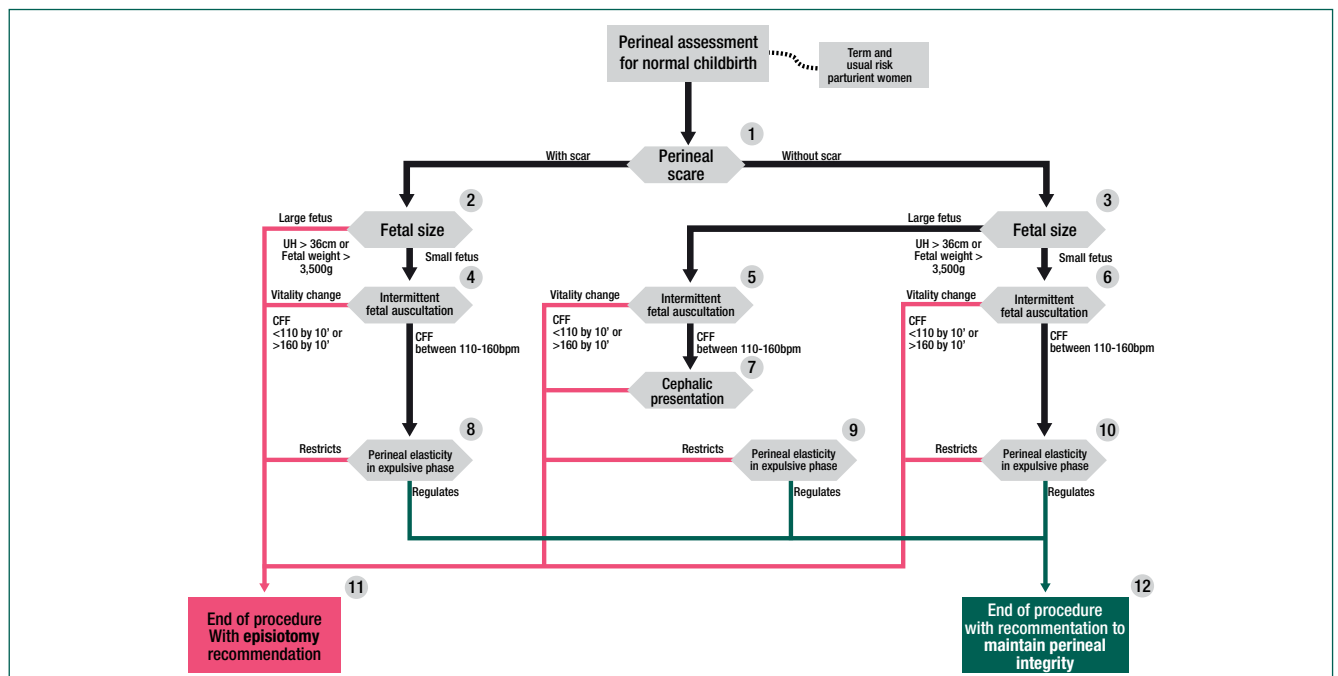 Perineal assessment
for normal childbirth
Term and
usual risk
parturient women
1
With scar
Perineal
scare
Without scar
2
Large fetus
Fetal size
UH > 36cm or
Fetal weight >
3,500g
Small fetus
3
Large fetus
Fetal size
UH > 36cm or
Fetal weight >
3,500g
Small fetus
4
Vitality change
Intermittent
fetal auscultation
CFF
<110 by 10’ or
>160 by 10’
CFF
between 110-160bpm
5
Vitality change
Intermittent
fetal auscultation
CFF
<110 by 10’ or
>160 by 10’
CFF
between 110-160bpm
6
Vitality change
Intermittent
fetal auscultation
CFF
<110 by 10’ or
>160 by 10’
CFF
between 110-160bpm
7
Cephalic
presentation
8
Restricts
Perineal elasticity
in expulsive phase
Regulates
9
Restricts
Perineal elasticity
in expulsive phase
Regulates
10
Restricts
Perineal elasticity
in expulsive phase
Regulates
11
End of procedure
With episiotomy
recommendation
12
End of procedure
with recommentation to
maintain perineal
integrity